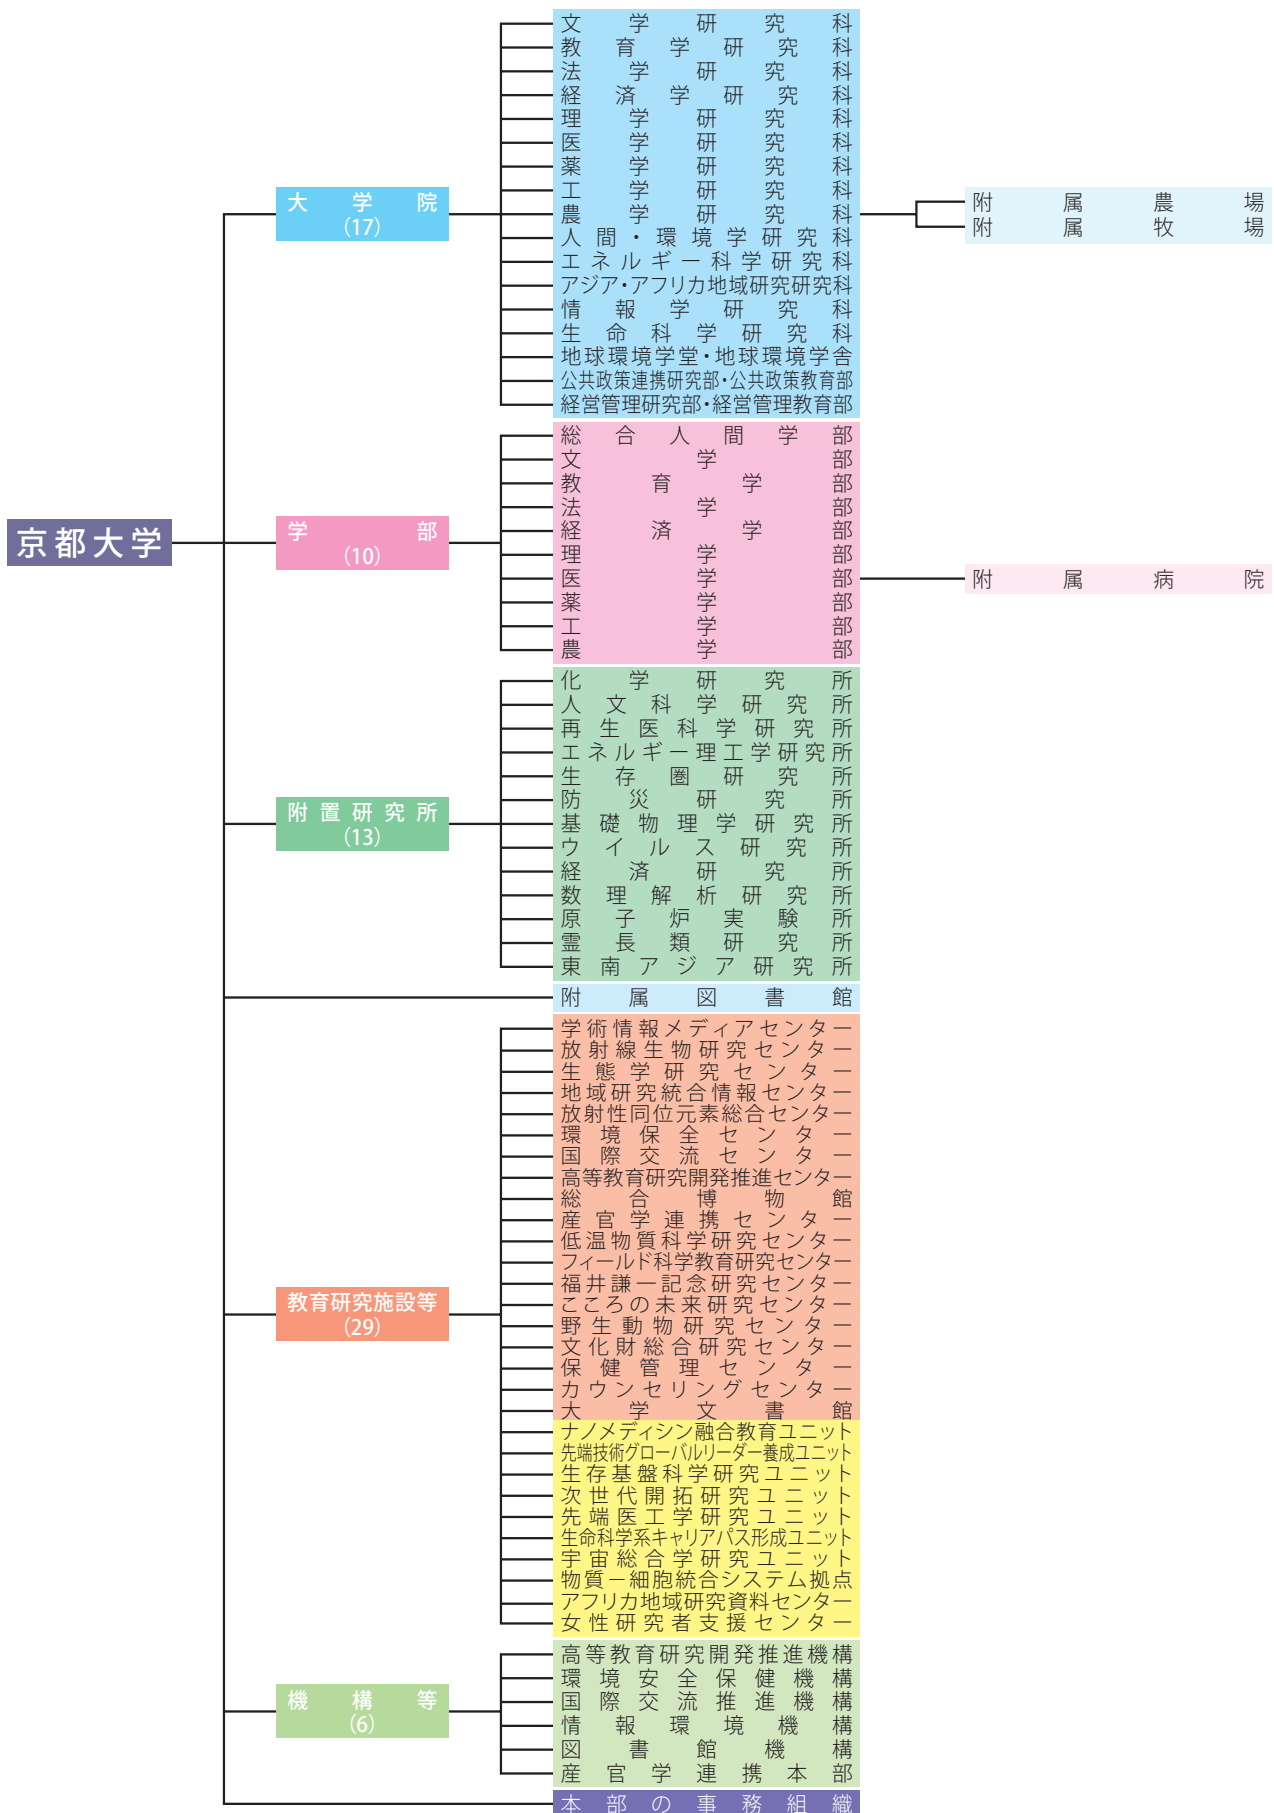 京都大学
大学院
(17)
文学研究科
教育学研究科
法学研究科
経済学研究科
理学研究科
医学研究科
薬学研究科
工学研究科
農学研究科
附属農場
附属牧場
人間・環境学研究科
エネルギー科学研究科
アジア・アフリカ地域研究研究科
情報学研究科
生命科学研究科
地球環境学堂・地球環境学舎
公共政策連携研究部・公共政策教育部
経営管理研究部・経営管理教育部
学部
(10)
総合人間学部
文学部
教育学部
法学部
経済学部
理学部
医学部
附属病院
薬学部
工学部
農学部
附置研究所
(13)
化学研究所
人文科学研究所
再生医科学研究所
エネルギー理工学研究所
生存圏研究所
防災研究所
基礎物理学研究所
ウイルス研究所
経済研究所
数理解析研究所
原子炉実験所
霊長類研究所
東南アジア研究所
附属図書館
教育研究施設等
(29)
学術情報メディアセンター
放射線生物研究センター
生態学研究センター
地域研究統合情報センター
放射性同位元素総合センター
環境保全センター
国際交流センター
高等教育研究開発推進センター
総合博物館
産官学連携センター
低温物質科学研究センター
フィールド科学教育研究センター
福井謙一記念研究センター
こころの未来研究センター
野生動物研究センター
文化財総合研究センター
保健管理センター
カウンセリングセンター
大学文書館
ナノメディシン融合教育ユニット
先端技術グローバルリーダー養成ユニット
生存基盤科学研究ユニット
次世代開拓研究ユニット
先端医工学研究ユニット
生命科学系キャリアパス形成ユニット
宇宙総合学研究ユニット
物質－細胞統合システム拠点
アフリカ地域研究資料センター
女性研究者支援センター
機構等
(6)
高等教育研究開発推進機構
環境安全保健機構
国際交流推進機構
情報環境機構
図書館機構
産官学連携本部
本部の事務組織